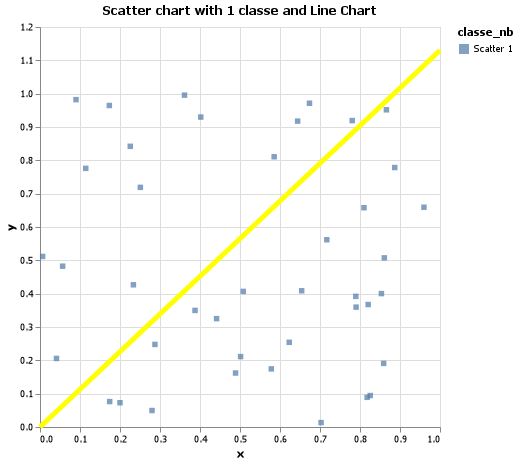 Scatter chart with 1 classe and Line Chart
classe_nb
Scatter 1
1.2
1.1
1.0
0.9
0.8
0.7
0.6
0.5
0.4
0.3
0.2
0.1
0.0
y
0.0 0.1 0.2 0.3 0.4 0.5 0.6 0.7 0.8 0.9 1.0
x